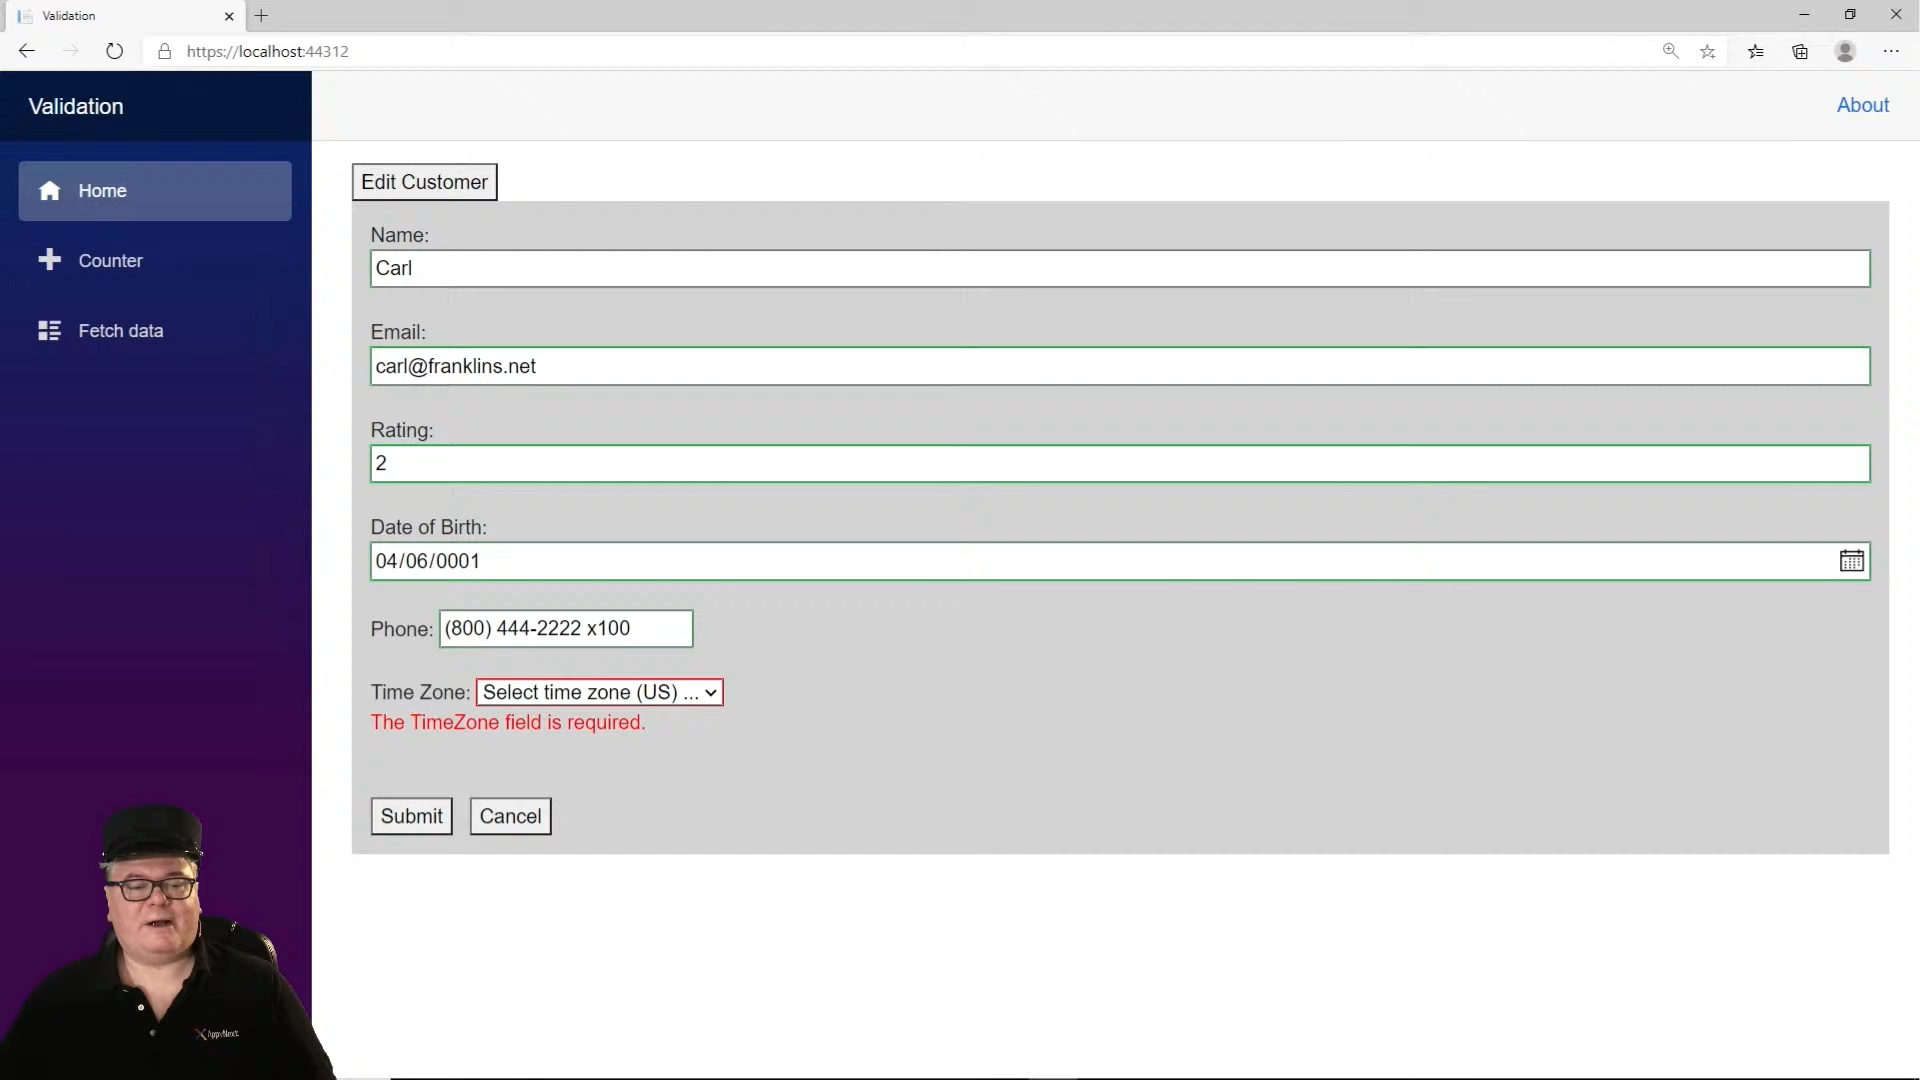 Validation
https://localhost:44312
Validation
About
Home
Counter
Fetch data
Edit Customer
Name:
Carl
Email:
carl@franklins.net
Rating:
2
Date of Birth:
04/06/0001
Phone: (800) 444-2222 x100
Time Zone: Select time zone (US) ...
The TimeZone field is required.
Submit Cancel
AppvNext